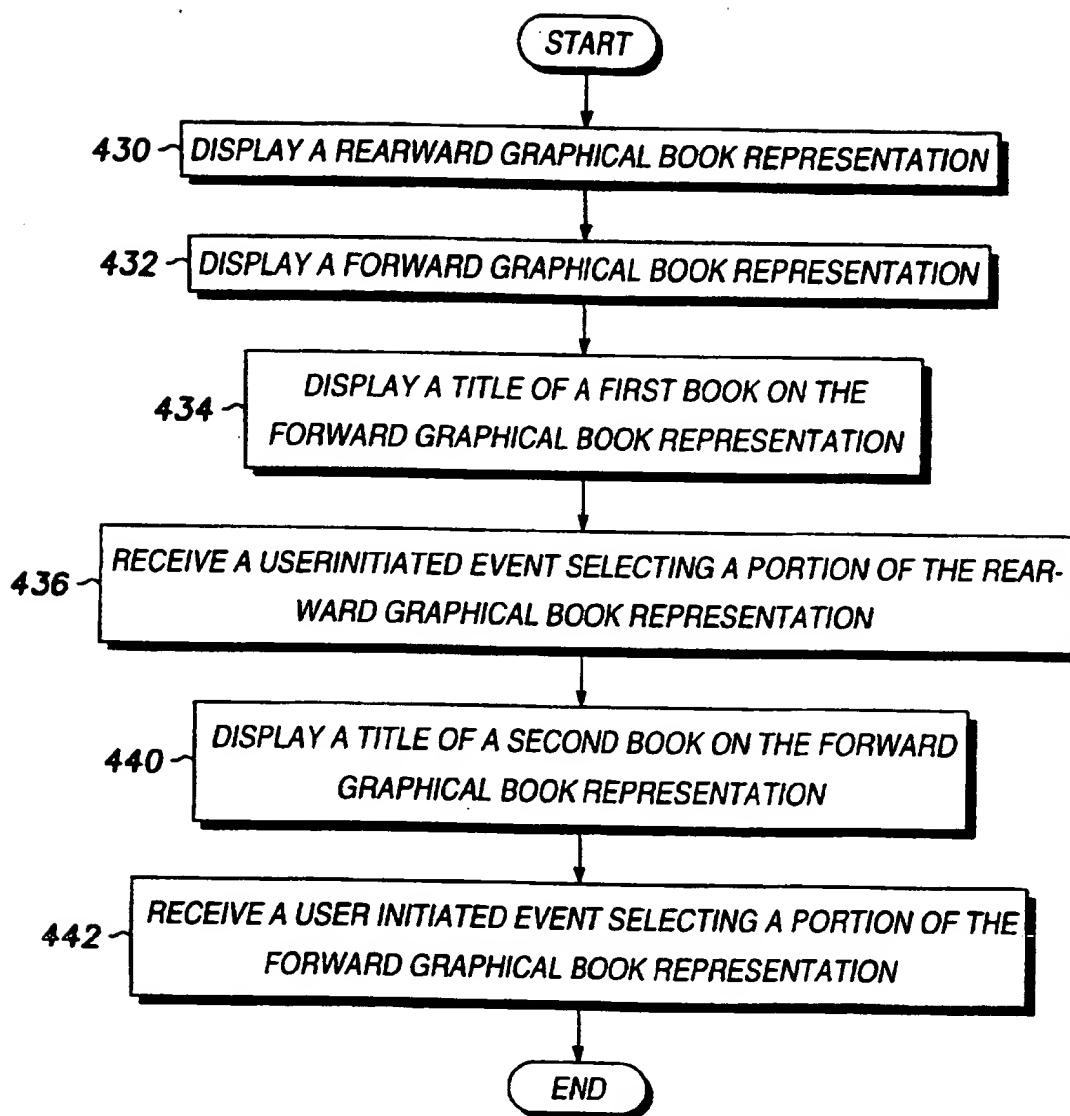 START
430 DISPLAY A REARWARD GRAPHICAL BOOK REPRESENTATION
432 DISPLAY A FORWARD GRAPHICAL BOOK REPRESENTATION
DISPLAY A TITLE OF A FIRST BOOK ON THE
434
FORWARD GRAPHICAL BOOK REPRESENTATION
RECEIVE A USERINITIATED EVENT SELECTING A PORTION OF THE REAR-
436
WARD GRAPHICAL BOOK REPRESENTATION
DISPLAY A TITLE OF A SECOND BOOK ON THE FORWARD
440
GRAPHICAL BOOK REPRESENTATION
RECEIVE A USER INITIATED EVENT SELECTING A PORTION OF THE
442
FORWARD GRAPHICAL BOOK REPRESENTATION
END